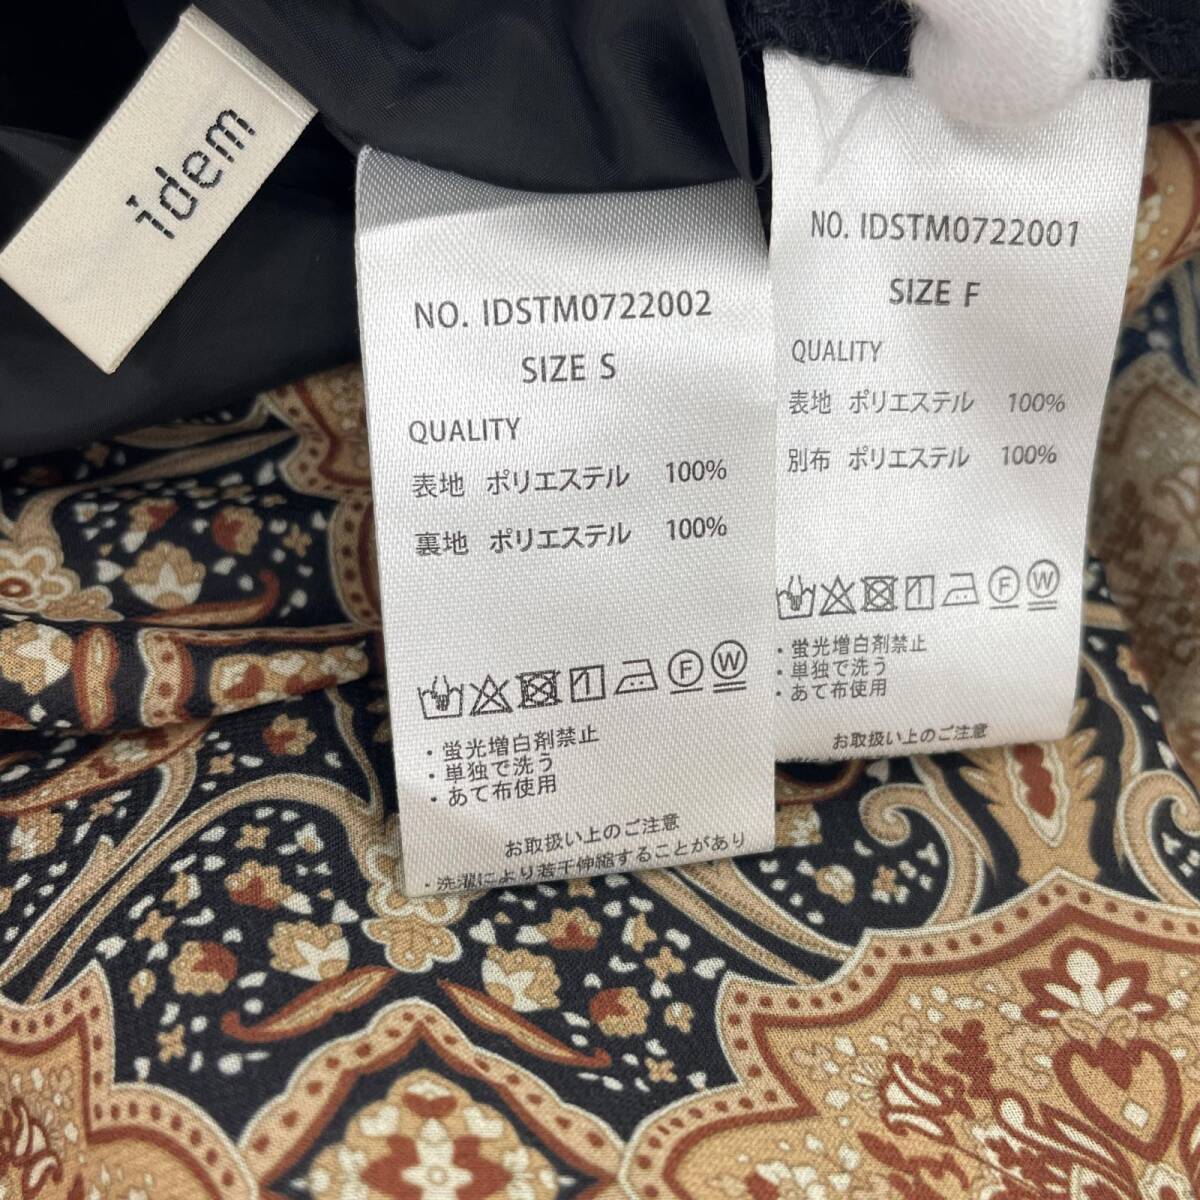 idem
NO. IDSTM0722002
SIZE S
QUALITY
表地 ポリエステル 100%
裏地 ポリエステル 100%
F W
・蛍光増白剤禁止
・単独で洗う
・あて布使用
お取扱い上のご注意
・洗濯により若干伸縮することがあり
NO. IDSTM0722001
SIZE F
QUALITY
表地 ポリエステル 100%
別布 ポリエステル 100%
F W
・蛍光増白剤禁止
・単独で洗う
・あて布使用
お取扱い上のご注意